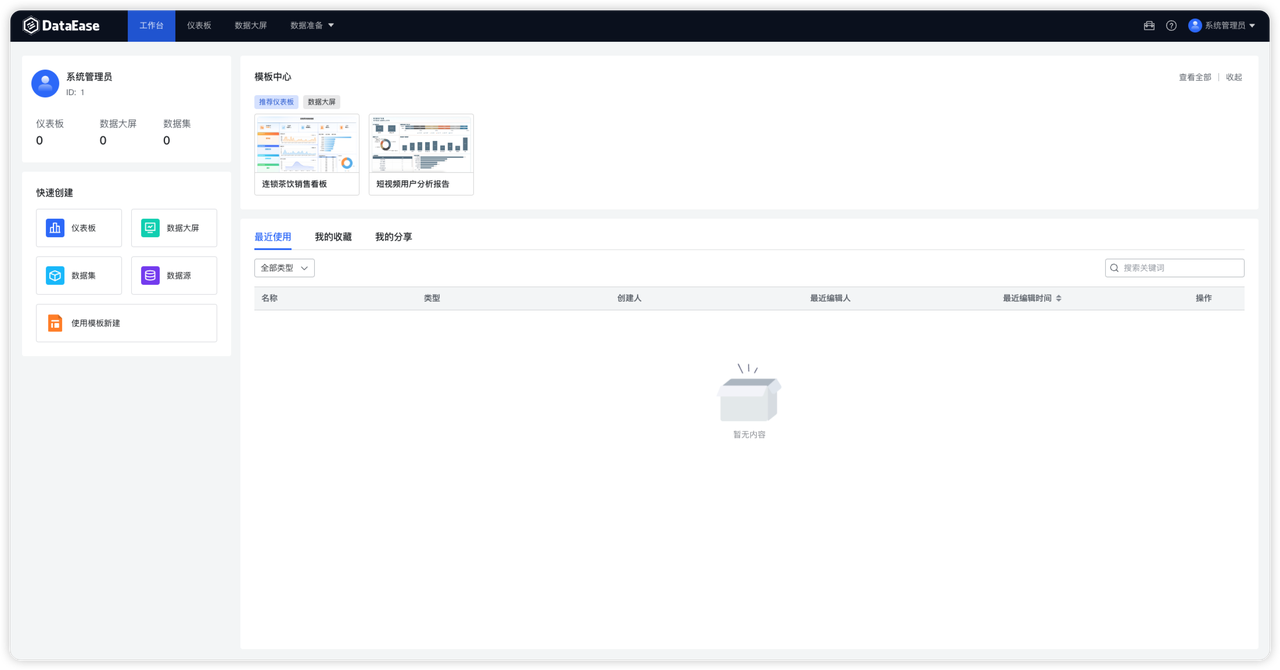 DataEase 工作台 仪表板 数据大屏 数据准备 系统管理员
系统管理员
ID: 1
仪表板 数据大屏 数据集
0 0 0
快速创建
仪表板 数据大屏
数据集 数据源
使用模板新建
模板中心 查看全部 收起
推荐仪表板 数据大屏
连锁茶饮销售看板 短视频用户分析报告
最近使用 我的收藏 我的分享
全部类型 搜索关键词
名称 类型 创建人 最近编辑人 最近编辑时间 操作
暂无内容